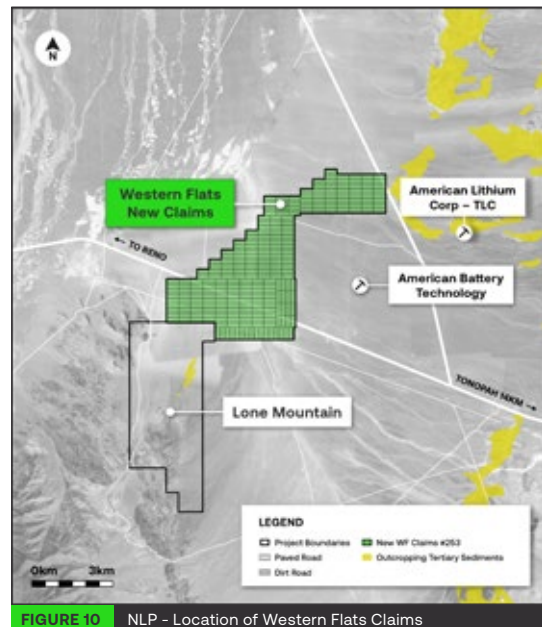 N
Western Flats
New Claims
American Lithium
Corp – TLC
← TO RENO
American Battery
Technology
TONOPAH 14KM →
Lone Mountain
LEGEND
Project Boundaries
New WF Claims #253
Paved Road
Outcropping Tertiary Sediments
Dirt Road
0km 3km
FIGURE 10 NLP - Location of Western Flats Claims